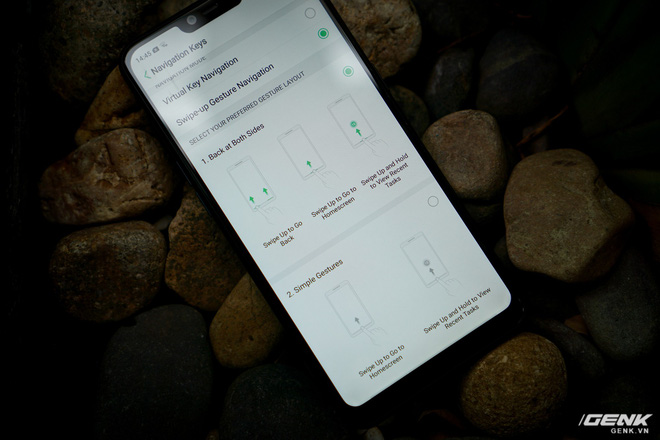 14:45
Navigation Keys
NAVIGATION MODE
Virtual Key Navigation
Swipe-up Gesture Navigation
SELECT YOUR PREFERRED GESTURE LAYOUT
1. Back at Both Sides
Swipe Up to Go
Back
Swipe Up to Go to
Homescreen
Swipe Up and Hold
to View Recent
Tasks
2. Simple Gestures
Swipe Up to Go to
Homescreen
Swipe Up and Hold to View
Recent Tasks
GENK
GENK.VN